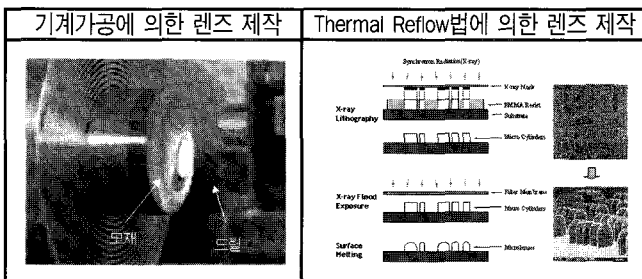 기계가공에 의한 렌즈 제작
Thermal Reflow법에 의한 렌즈 제작
모재
드릴
Synchrotron Radiation(X-ray)
X-ray Mask
PMMA Resist
Substrate
X-ray
Lithography
Micro Cylinders
X-ray Flood
Exposure
Filter Membrane
Micro Cylinders
Surface
Melting
Microlenses